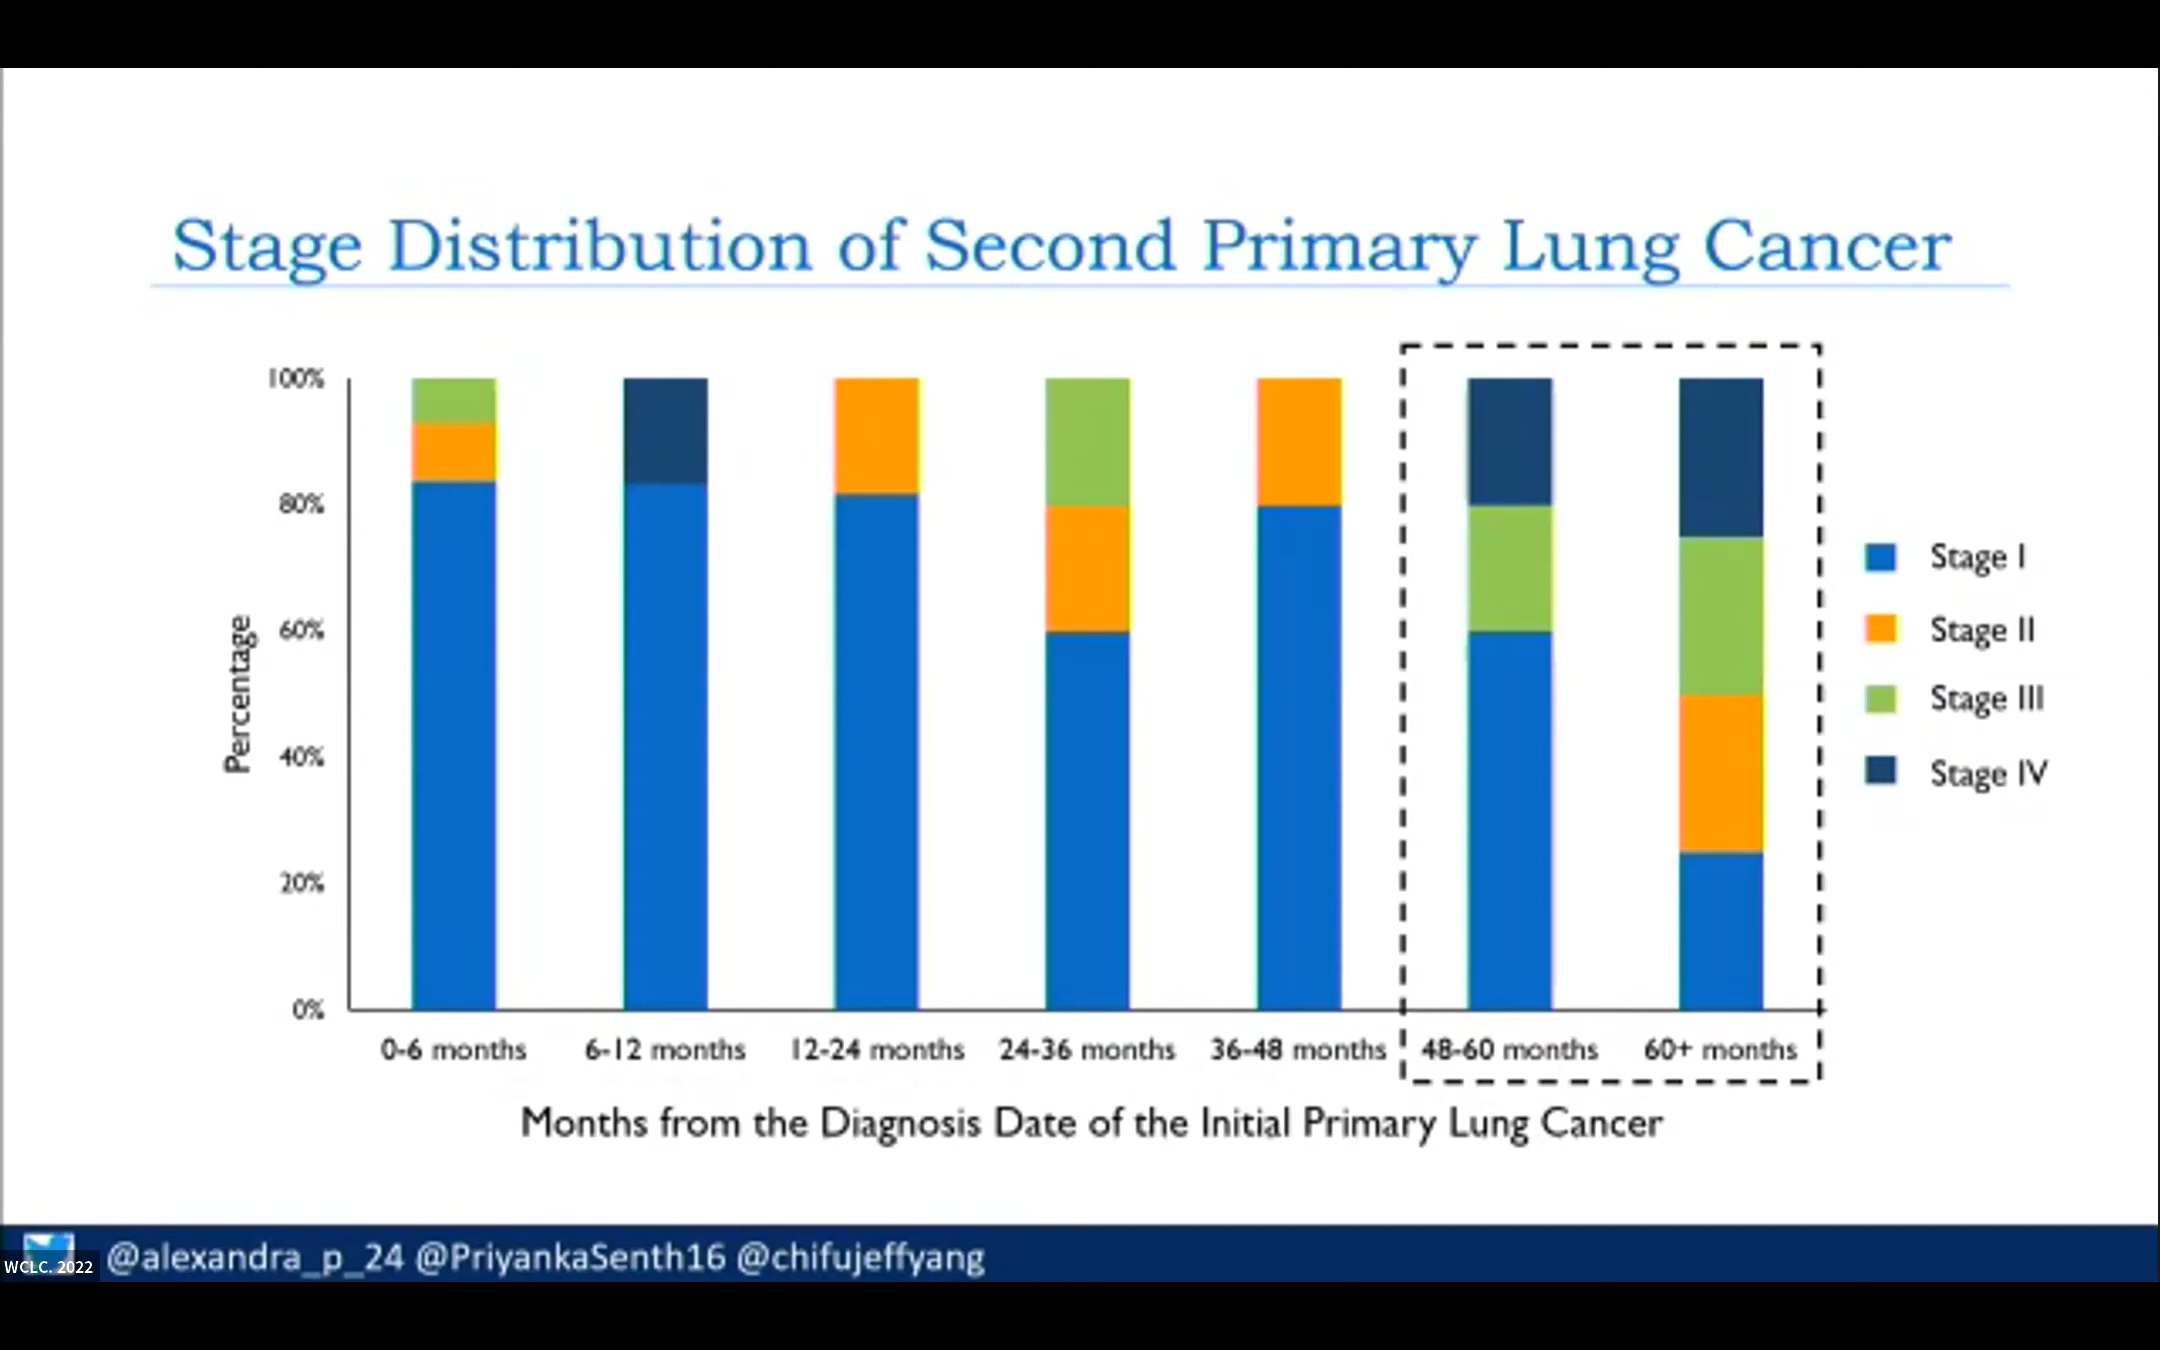 Stage Distribution of Second Primary Lung Cancer
100%
80%
60%
40%
20%
0%
Percentage
0-6 months
6-12 months
12-24 months
24-36 months
36-48 months
48-60 months
60+ months
Months from the Diagnosis Date of the Initial Primary Lung Cancer
Stage I
Stage II
Stage III
Stage IV
@alexandra_p_24 @PriyankaSenth16 @chifujeffyang
WCLC. 2022